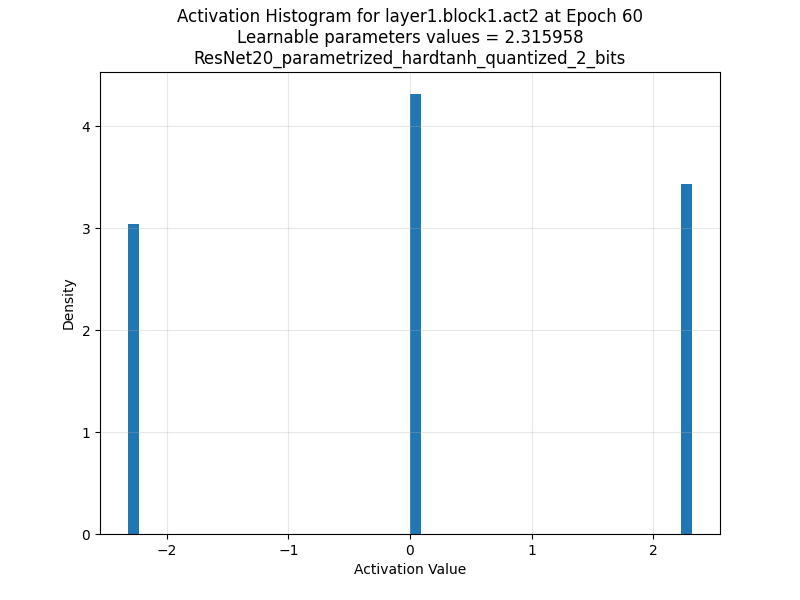 Activation Histogram for layer1.block1.act2 at Epoch 60
Learnable parameters values = 2.315958
ResNet20_parametrized_hardtanh_quantized_2_bits
4
3
2
1
0
Density
−2
−1
0
1
2
Activation Value